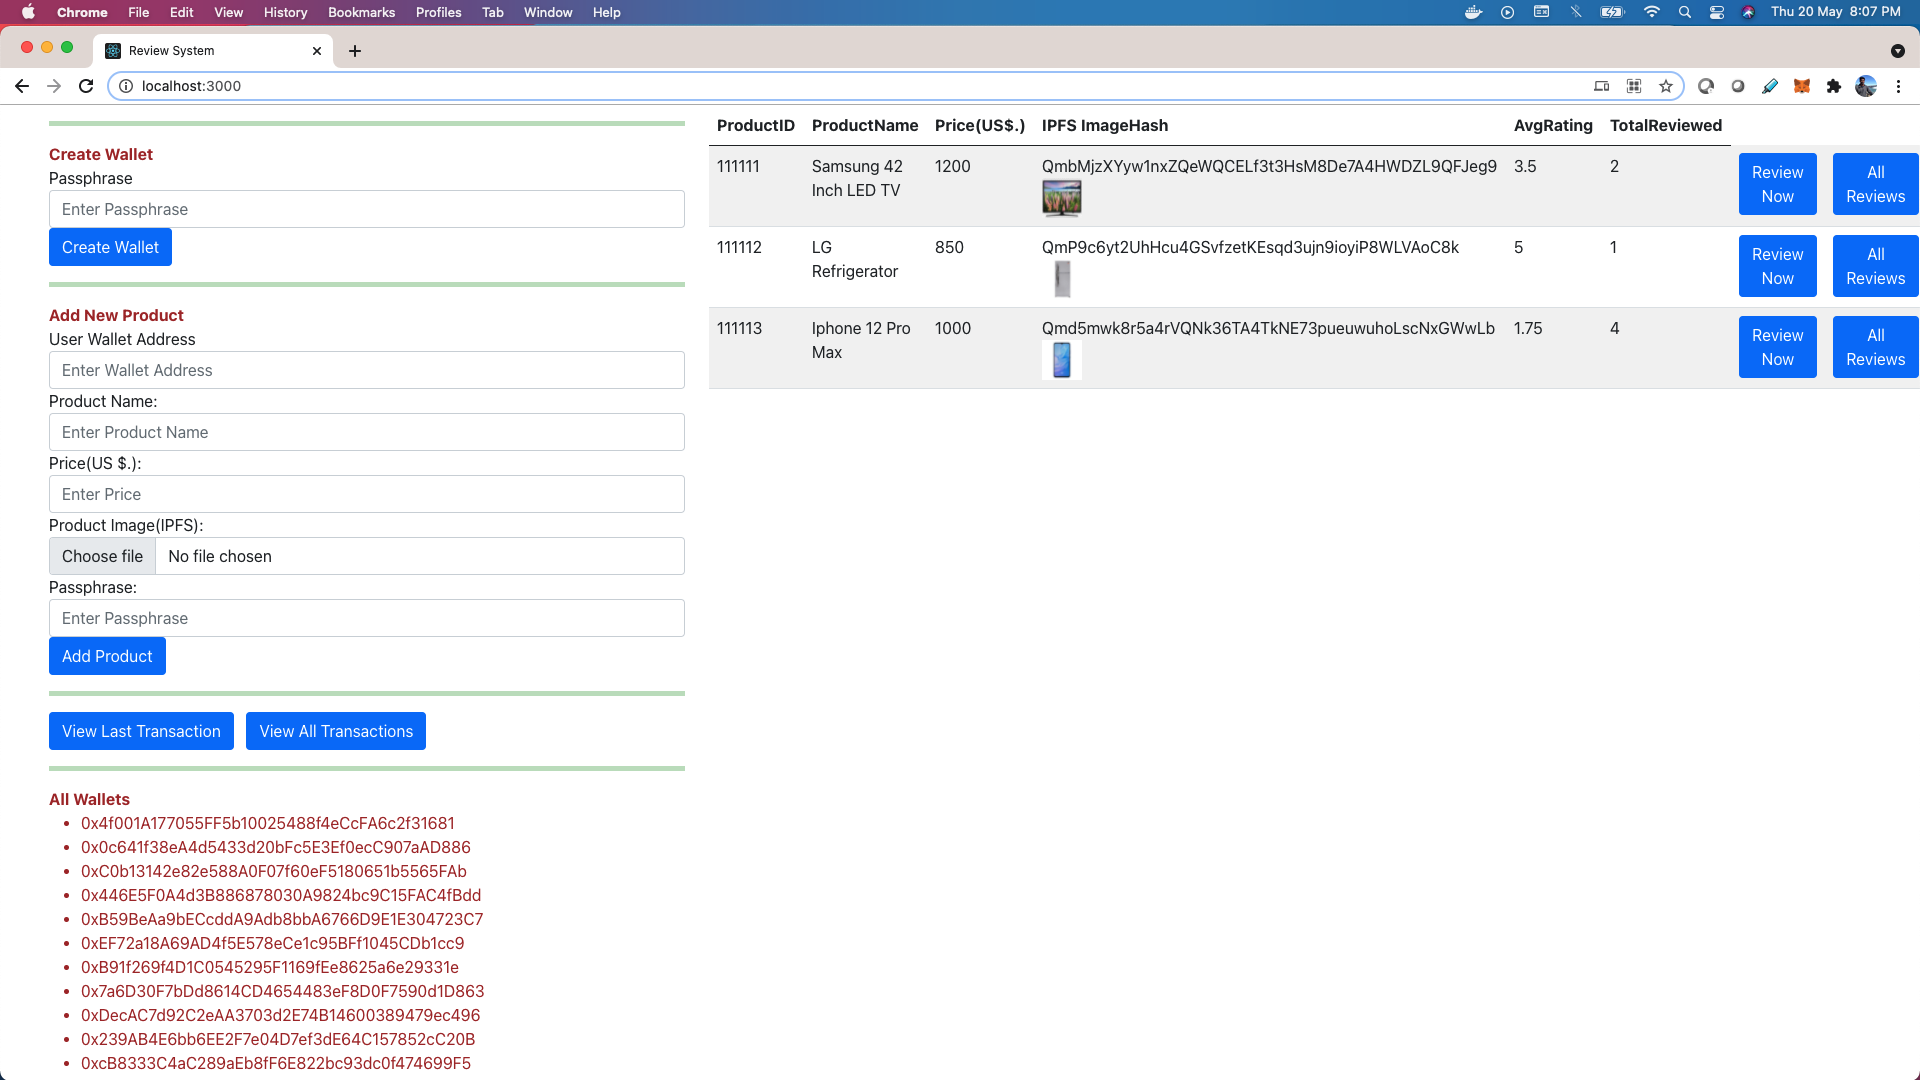 Chrome File Edit View History Bookmarks Profiles Tab Window Help Thu 20 May 8:07 PM
Review System
localhost:3000
Create Wallet
Passphrase
Enter Passphrase
Create Wallet
Add New Product
User Wallet Address
Enter Wallet Address
Product Name:
Enter Product Name
Price(US $.):
Enter Price
Product Image(IPFS):
Choose file No file chosen
Passphrase:
Enter Passphrase
Add Product
View Last Transaction View All Transactions
All Wallets
0x4f001A177055FF5b10025488f4eCcFA6c2f31681
0x0c641f38eA4d5433d20bFc5E3Ef0ecC907aAD886
0xC0b13142e82e588A0F07f60eF5180651b5565FAb
0x446E5F0A4d3B886878030A9824bc9C15FAC4fBdd
0xB59BeAa9bECcddA9Adb8bbA6766D9E1E304723C7
0xEF72a18A69AD4f5E578eCe1c95BFf1045CDb1cc9
0xB91f269f4D1C0545295F1169fEe8625a6e29331e
0x7a6D30F7bDd8614CD4654483eF8D0F7590d1D863
0xDecAC7d92C2eAA3703d2E74B14600389479ec496
0x239AB4E6bb6EE2F7e04D7ef3dE64C157852cC20B
0xcB8333C4aC289aEb8fF6E822bc93dc0f474699F5
ProductID ProductName Price(US$.) IPFS ImageHash AvgRating TotalReviewed
111111 Samsung 42 1200 QmbMjzXYyw1nxZQeWQCELf3t3HsM8De7A4HWDZL9QFJeg9 3.5 2 Review All
Inch LED TV Now Reviews
111112 LG 850 QmP9c6yt2UhHcu4GSvfzetKEsqd3ujn9ioyiP8WLVAoC8k 5 1 Review All
Refrigerator Now Reviews
111113 Iphone 12 Pro 1000 Qmd5mwk8r5a4rVQNk36TA4TkNE73pueuwuhoLscNxGWwLb 1.75 4 Review All
Max Now Reviews